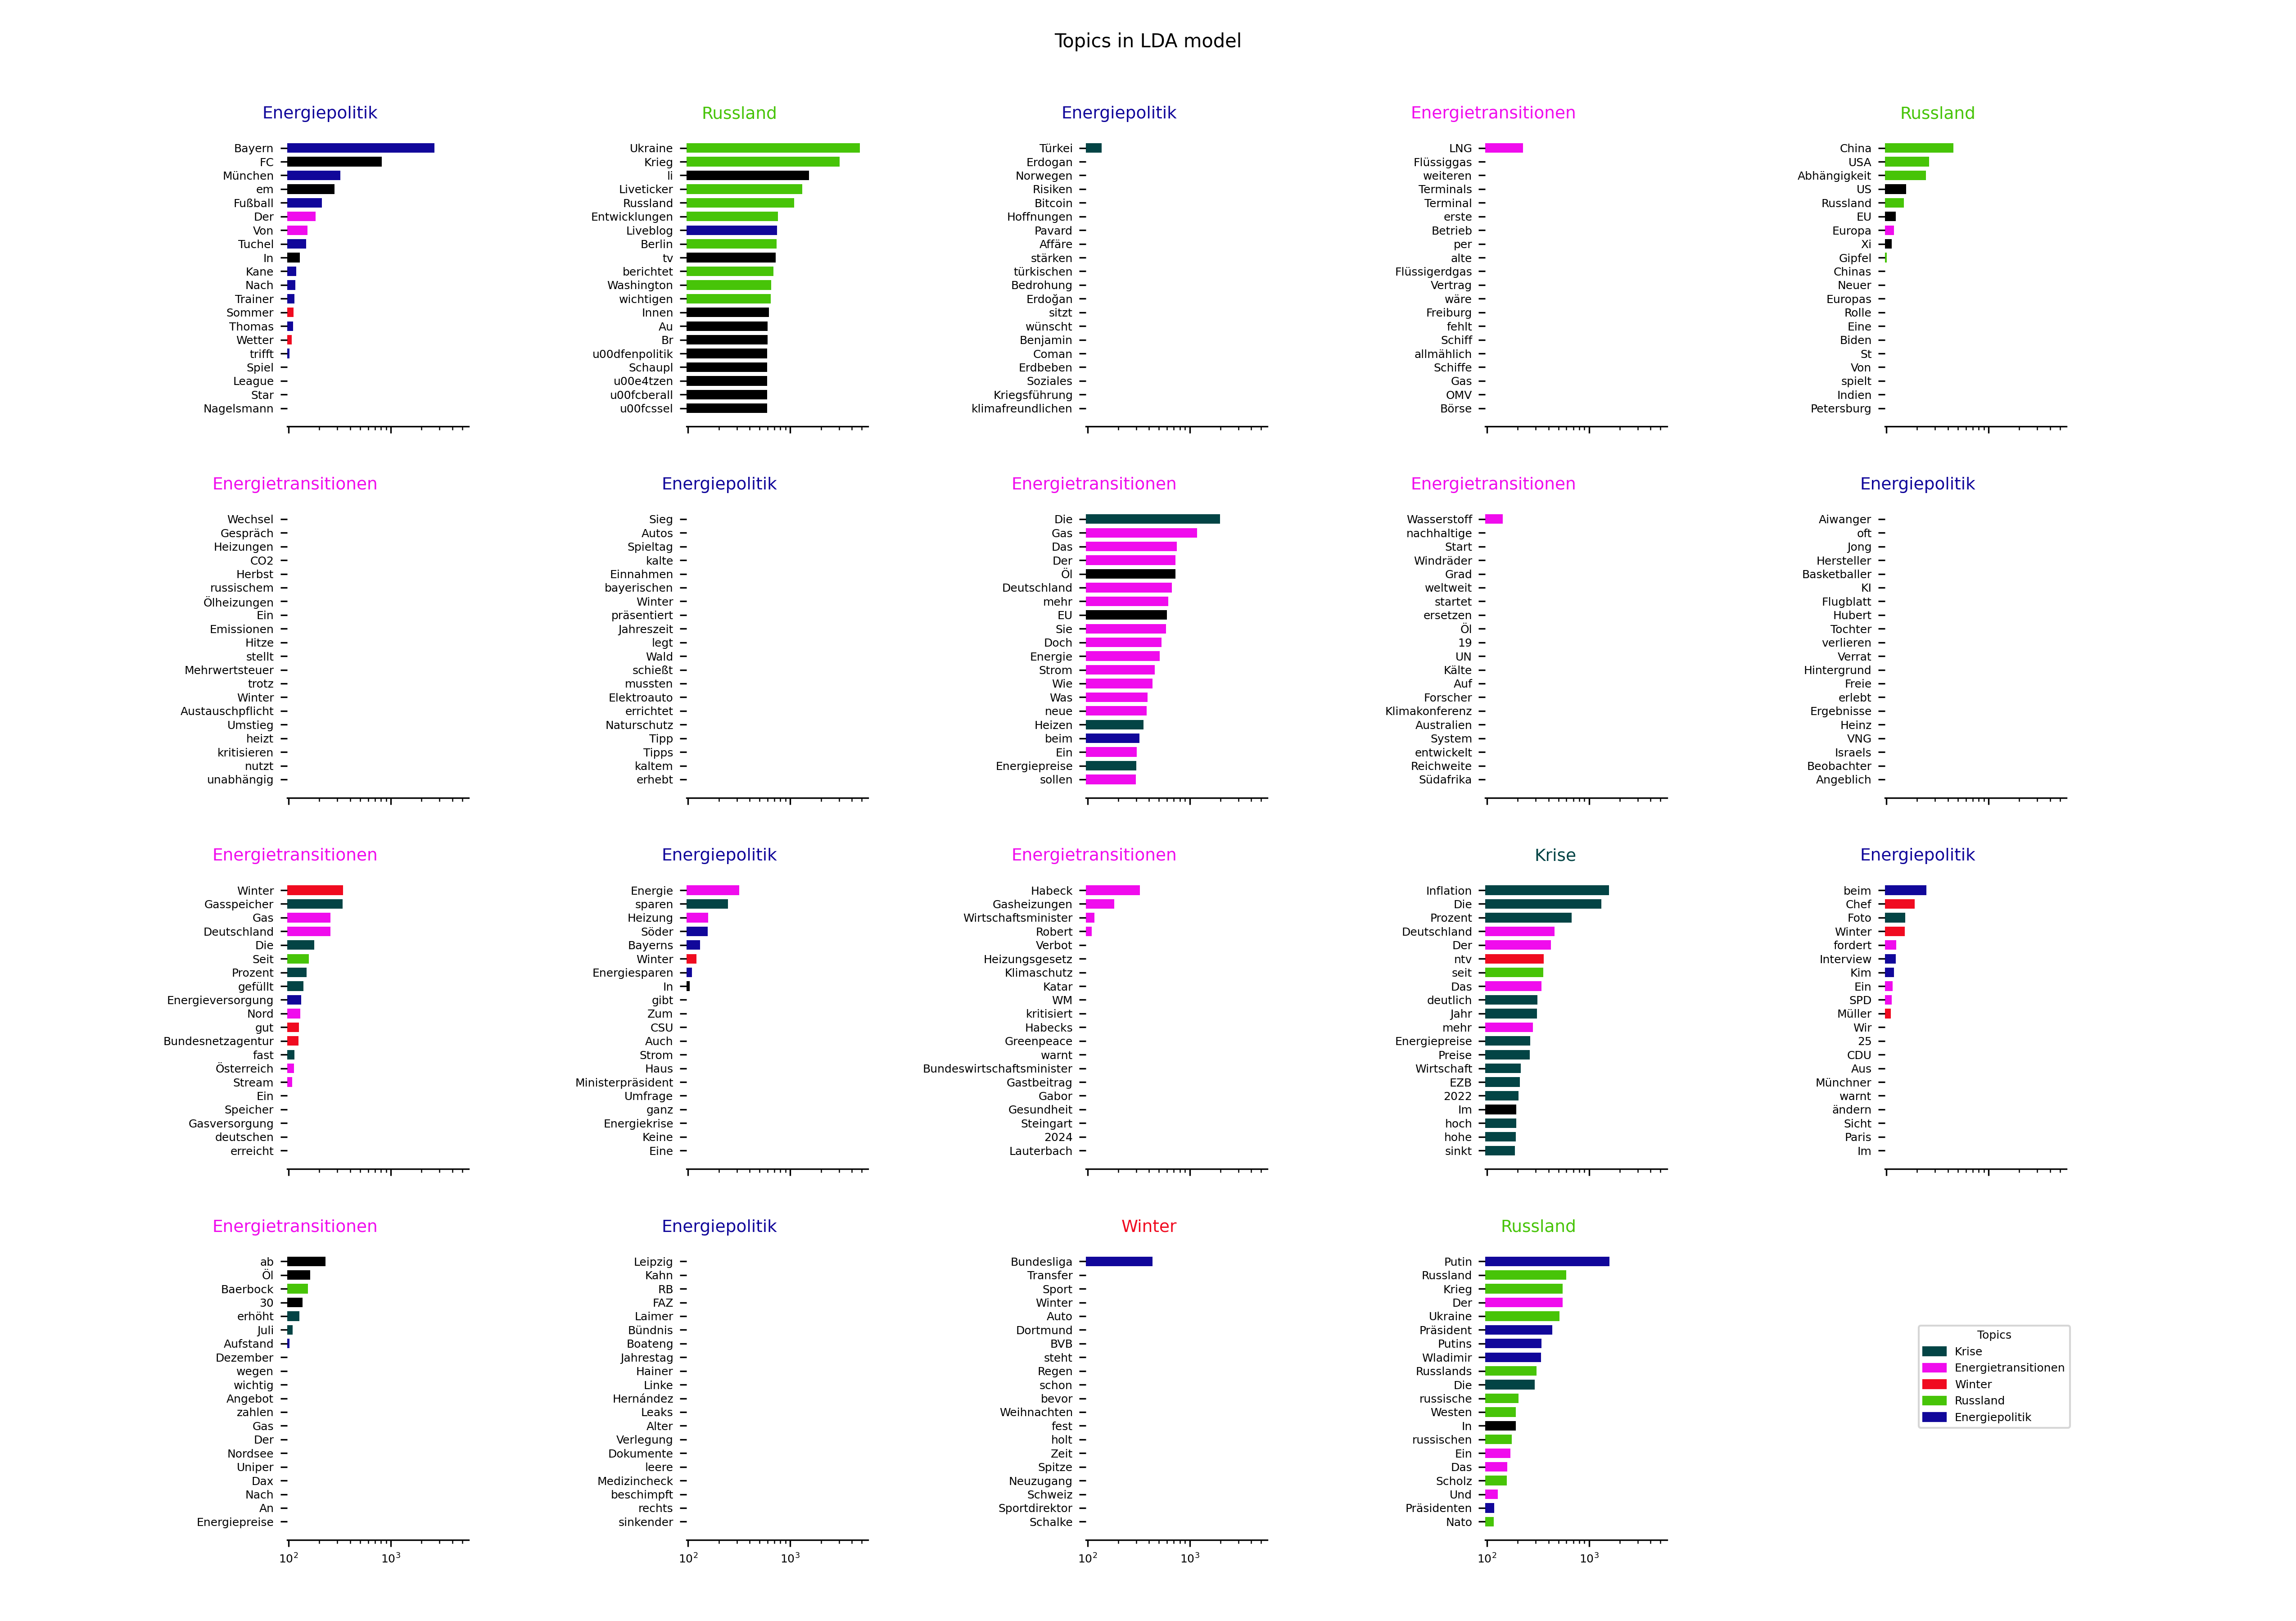 Topics in LDA model
Energiepolitik
Bayern
FC
München
em
Fußball
Der
Von
Tuchel
In
Kane
Nach
Trainer
Sommer
Thomas
Wetter
trifft
Spiel
League
Star
Nagelsmann
Russland
Ukraine
Krieg
li
Liveticker
Russland
Entwicklungen
Liveblog
Berlin
tv
berichtet
Washington
wichtigen
Innen
Au
Br
u00dfenpolitik
Schaupl
u00e4tzen
u00fcberall
u00fcssel
Energiepolitik
Türkei
Erdogan
Norwegen
Risiken
Bitcoin
Hoffnungen
Pavard
Affäre
stärken
türkischen
Bedrohung
Erdoğan
sitzt
wünscht
Benjamin
Coman
Erdbeben
Soziales
Kriegsführung
klimafreundlichen
Energietransitionen
LNG
Flüssiggas
weiteren
Terminals
Terminal
erste
Betrieb
per
alte
Flüssigerdgas
Vertrag
wäre
Freiburg
fehlt
Schiff
allmählich
Schiffe
Gas
OMV
Börse
Russland
China
USA
Abhängigkeit
US
Russland
EU
Europa
Xi
Gipfel
Chinas
Neuer
Europas
Rolle
Eine
Biden
St
Von
spielt
Indien
Petersburg
Energietransitionen
Wechsel
Gespräch
Heizungen
CO2
Herbst
russischem
Ölheizungen
Ein
Emissionen
Hitze
stellt
Mehrwertsteuer
trotz
Winter
Austauschpflicht
Umstieg
heizt
kritisieren
nutzt
unabhängig
Energiepolitik
Sieg
Autos
Spieltag
kalte
Einnahmen
bayerischen
Winter
präsentiert
Jahreszeit
legt
Wald
schießt
mussten
Elektroauto
errichtet
Naturschutz
Tipp
Tipps
kaltem
erhebt
Energietransitionen
Die
Gas
Das
Der
Öl
Deutschland
mehr
EU
Sie
Doch
Energie
Strom
Wie
Was
neue
Heizen
beim
Ein
Energiepreise
sollen
Energietransitionen
Wasserstoff
nachhaltige
Start
Windräder
Grad
weltweit
startet
ersetzen
Öl
19
UN
Kälte
Auf
Forscher
Klimakonferenz
Australien
System
entwickelt
Reichweite
Südafrika
Energiepolitik
Aiwanger
oft
Jong
Hersteller
Basketballer
KI
Flugblatt
Hubert
Tochter
verlieren
Verrat
Hintergrund
Freie
erlebt
Ergebnisse
Heinz
VNG
Israels
Beobachter
Angeblich
Energietransitionen
Winter
Gasspeicher
Gas
Deutschland
Die
Seit
Prozent
gefüllt
Energieversorgung
Nord
gut
Bundesnetzagentur
fast
Österreich
Stream
Ein
Speicher
Gasversorgung
deutschen
erreicht
Energiepolitik
Energie
sparen
Heizung
Söder
Bayerns
Winter
Energiesparen
In
gibt
Zum
CSU
Auch
Strom
Haus
Ministerpräsident
Umfrage
ganz
Energiekrise
Keine
Eine
Energietransitionen
Habeck
Gasheizungen
Wirtschaftsminister
Robert
Verbot
Heizungsgesetz
Klimaschutz
Katar
WM
kritisiert
Habecks
Greenpeace
warnt
Bundeswirtschaftsminister
Gastbeitrag
Gabor
Gesundheit
Steingart
2024
Lauterbach
Krise
Inflation
Die
Prozent
Deutschland
Der
ntv
seit
Das
deutlich
Jahr
mehr
Energiepreise
Preise
Wirtschaft
EZB
2022
Im
hoch
hohe
sinkt
Energiepolitik
beim
Chef
Foto
Winter
fordert
Interview
Kim
Ein
SPD
Müller
Wir
25
CDU
Aus
Münchner
warnt
ändern
Sicht
Paris
Im
Energietransitionen
ab
Öl
Baerbock
30
erhöht
Juli
Aufstand
Dezember
wegen
wichtig
Angebot
zahlen
Gas
Der
Nordsee
Uniper
Dax
Nach
An
Energiepreise
10² 10³
Energiepolitik
Leipzig
Kahn
RB
FAZ
Laimer
Bündnis
Boateng
Jahrestag
Hainer
Linke
Hernández
Leaks
Alter
Verlegung
Dokumente
leere
Medizincheck
beschimpft
rechts
sinkender
10² 10³
Winter
Bundesliga
Transfer
Sport
Winter
Auto
Dortmund
BVB
steht
Regen
schon
bevor
Weihnachten
fest
holt
Zeit
Spitze
Neuzugang
Schweiz
Sportdirektor
Schalke
10² 10³
Russland
Putin
Russland
Krieg
Der
Ukraine
Präsident
Putins
Wladimir
Russlands
Die
russische
Westen
In
russischen
Ein
Das
Scholz
Und
Präsidenten
Nato
10² 10³
Topics
Krise
Energietransitionen
Winter
Russland
Energiepolitik